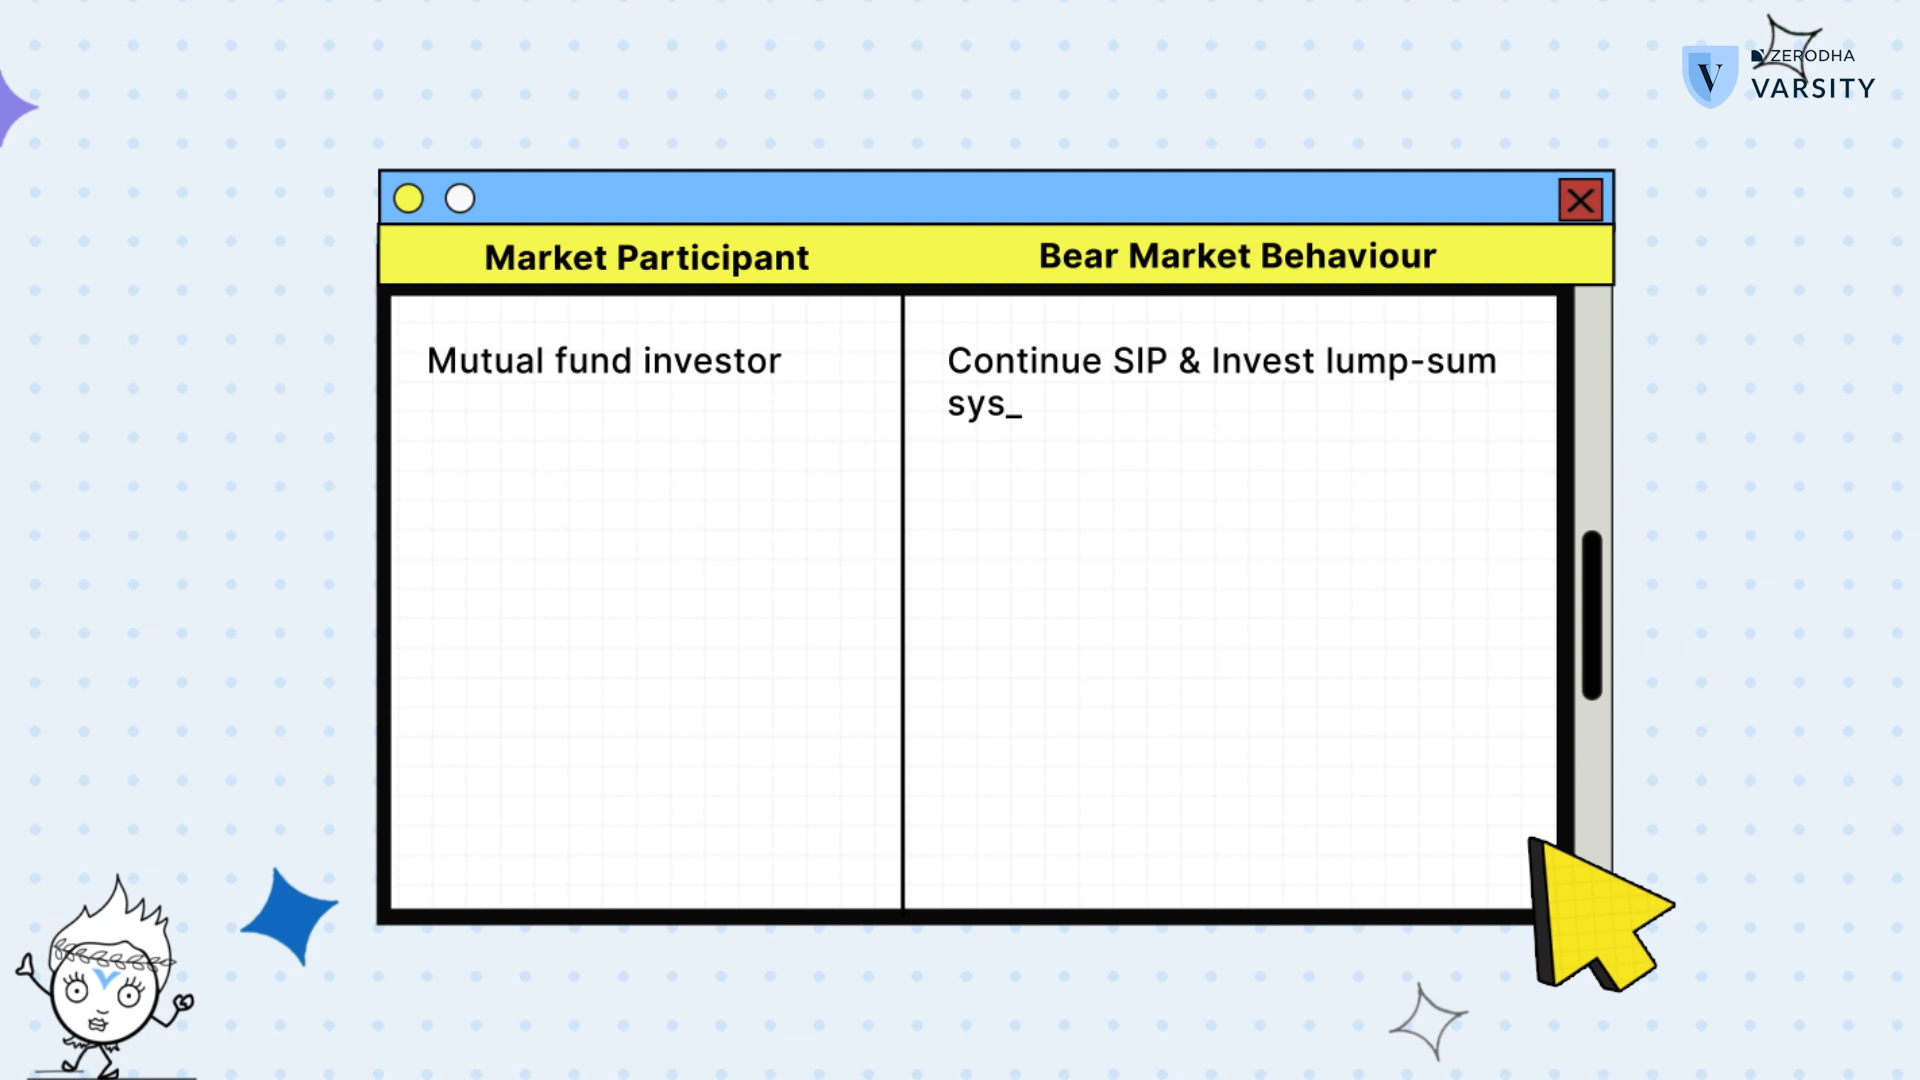 ZERODHA
VARSITY
Market Participant
Bear Market Behaviour
Mutual fund investor
Continue SIP & Invest lump-sum
sys_